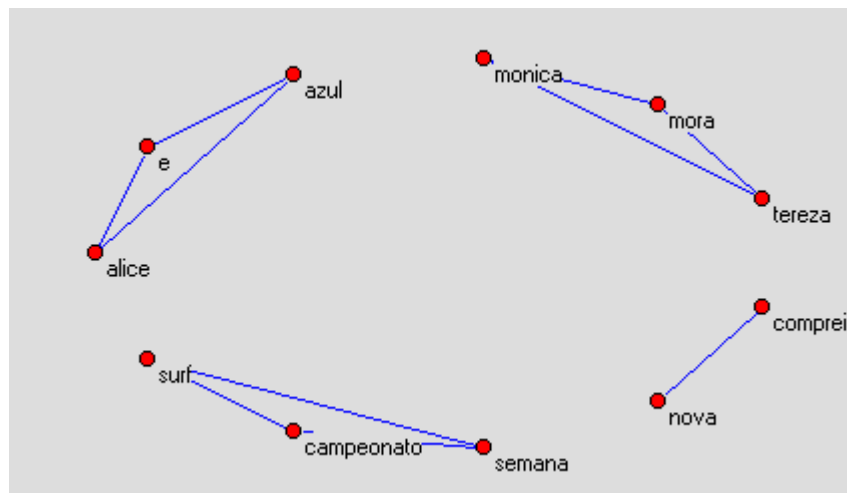 monica
azul
mora
e
tereza
alice
comprei
surf
nova
campeonato
semana